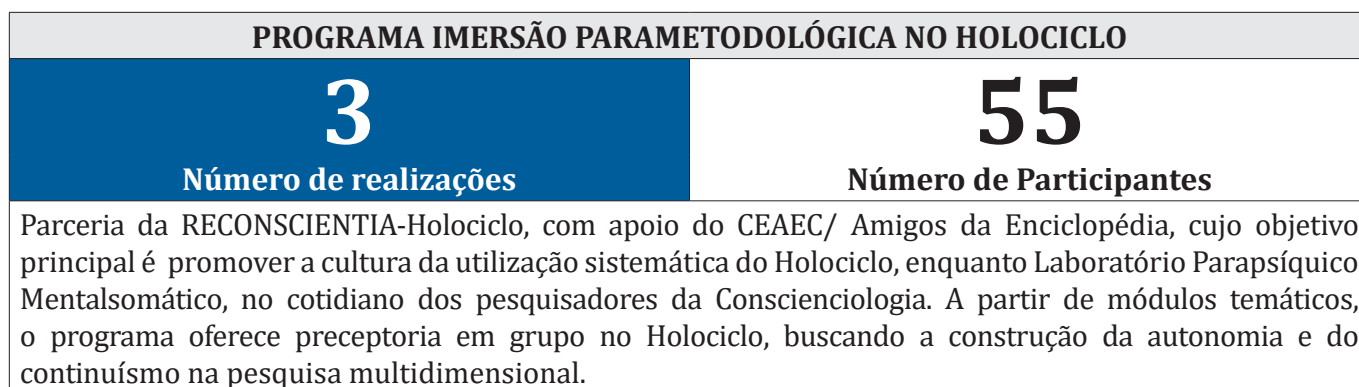 PROGRAMA IMERSÃO PARAMETODOLÓGICA NO HOLOCICLO
3
Número de realizações
55
Número de Participantes
Parceria da RECONSCIENTIA-Holociclo, com apoio do CEAEC/ Amigos da Enciclopédia, cujo objetivo
principal é promover a cultura da utilização sistemática do Holociclo, enquanto Laboratório Parapsíquico
Mentalsomático, no cotidiano dos pesquisadores da Conscienciologia. A partir de módulos temáticos,
o programa oferece preceptoria em grupo no Holociclo, buscando a construção da autonomia e do
continuísmo na pesquisa multidimensional.